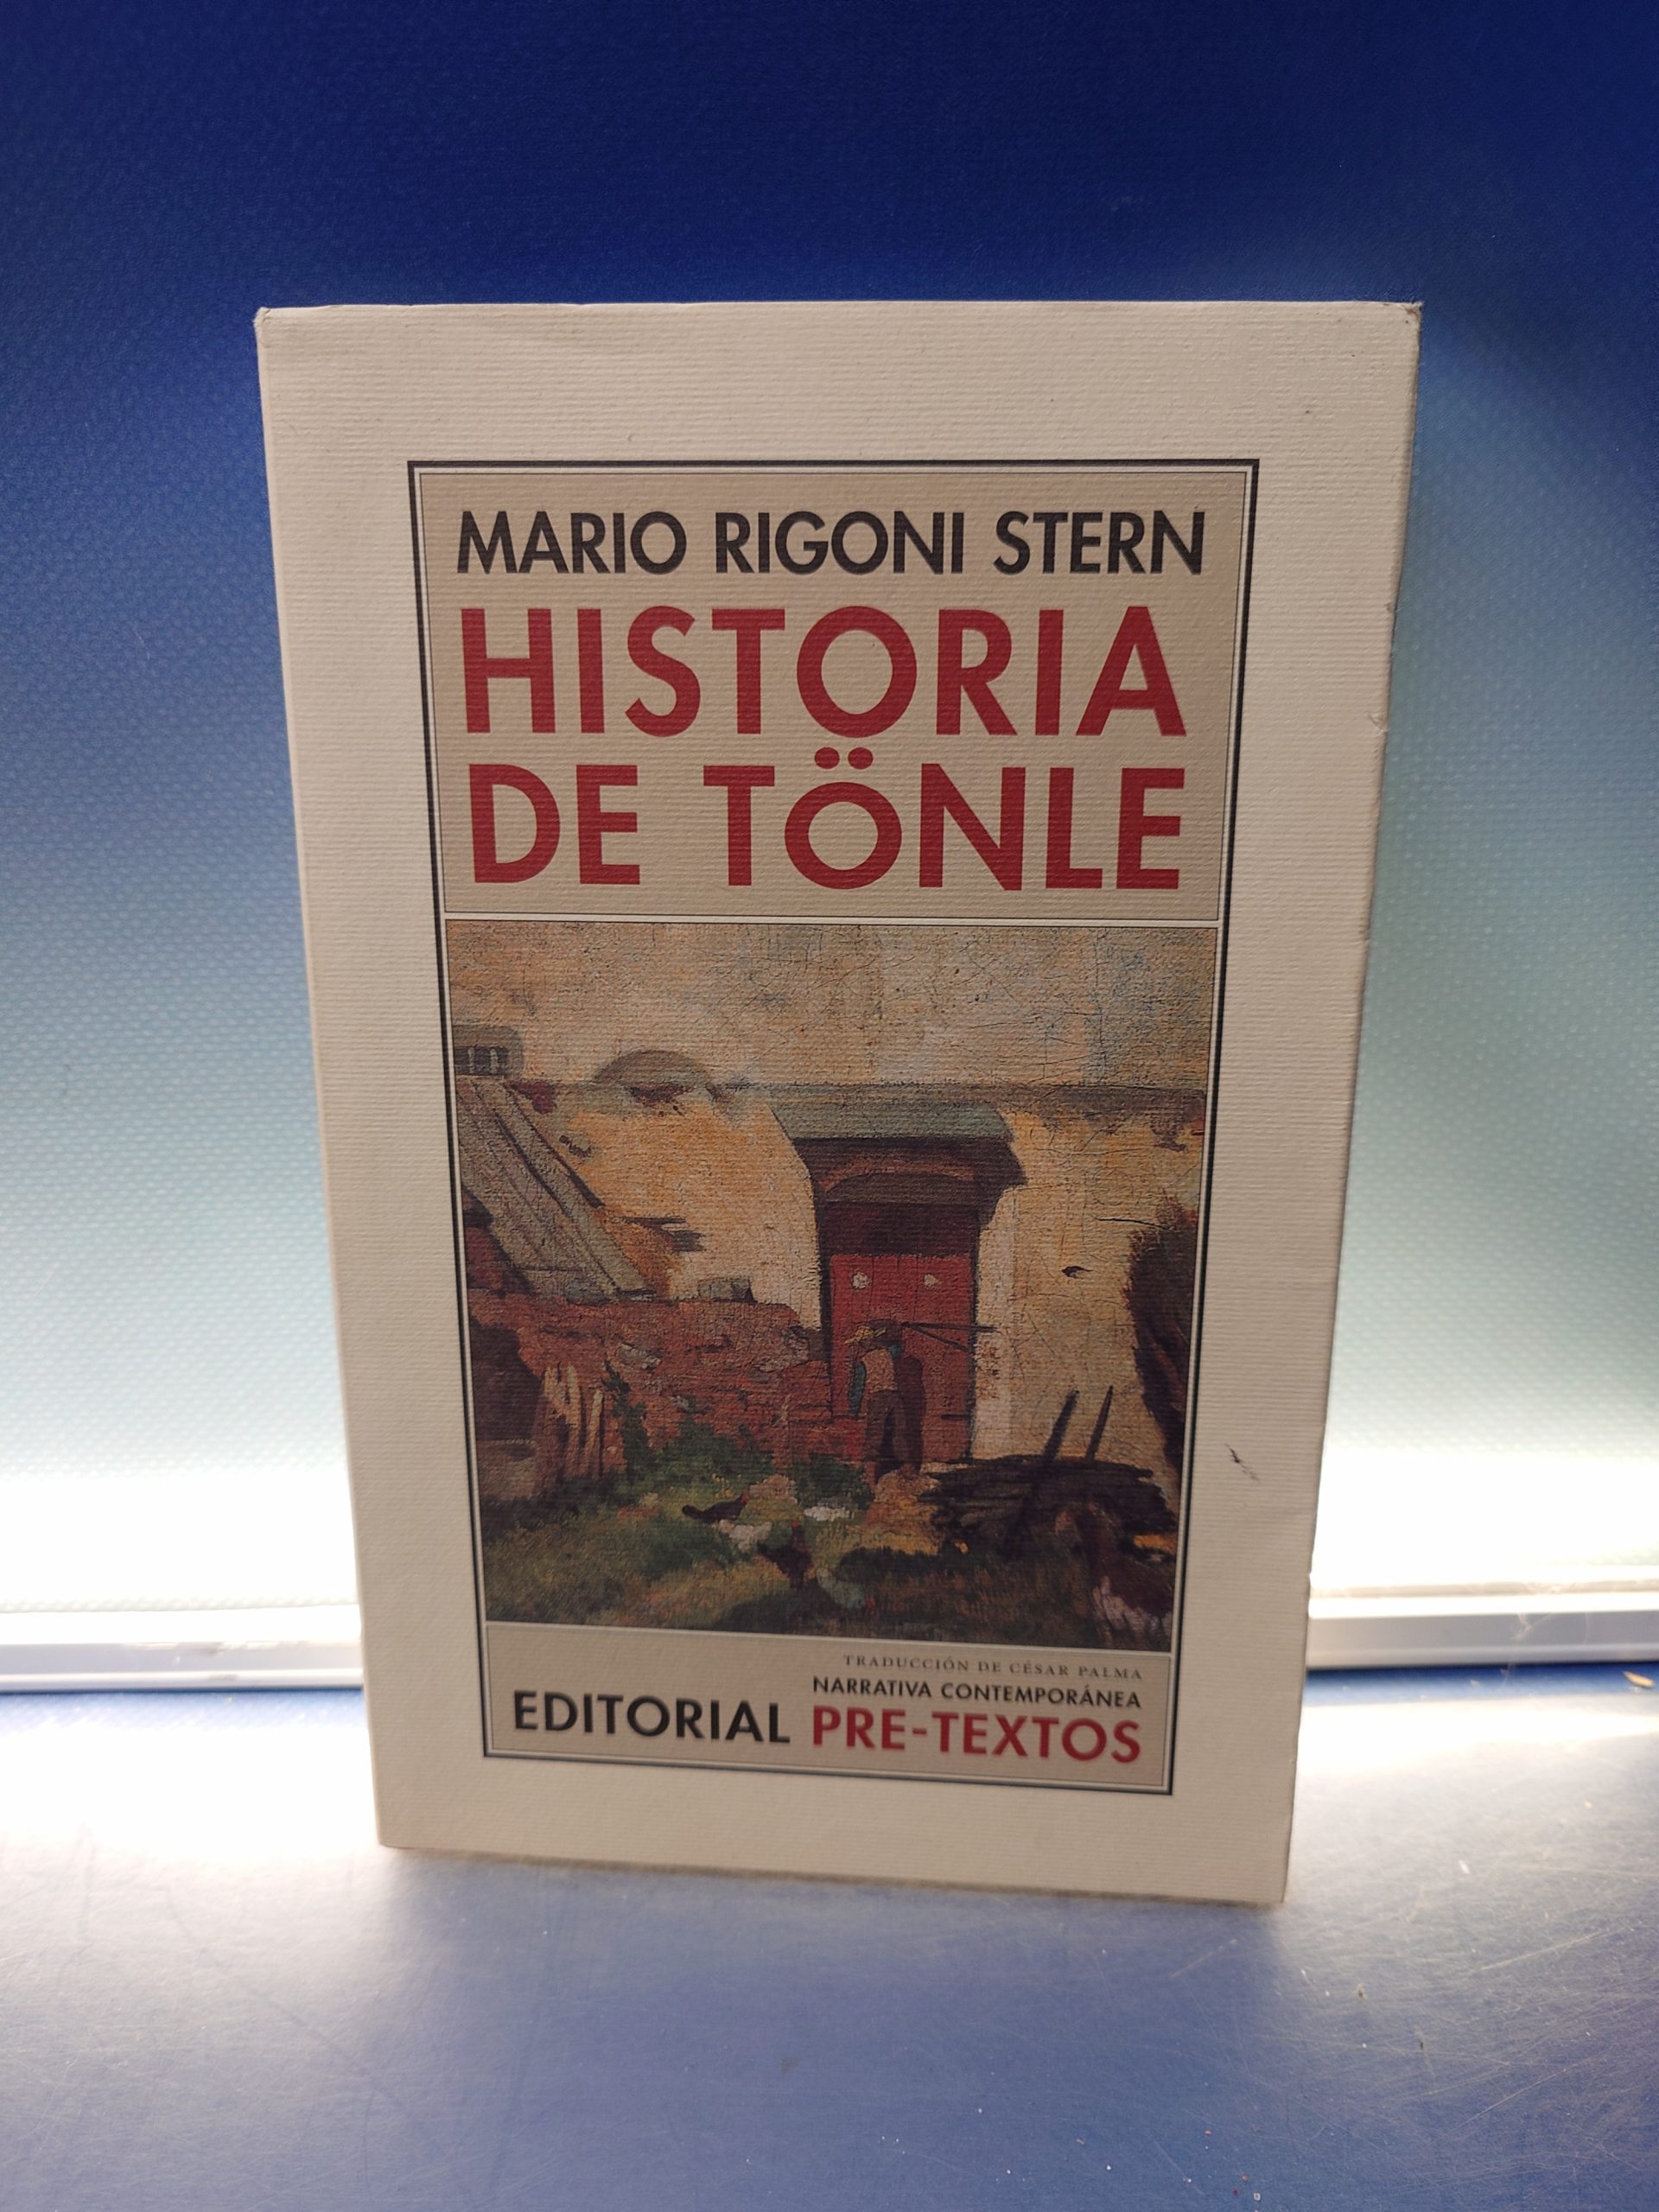 MARIO RIGONI STERN
HISTORIA
DE TÖNLE
TRADUCCIÓN DE CÉSAR PALMA
NARRATIVA CONTEMPORÁNEA
EDITORIAL PRE-TEXTOS